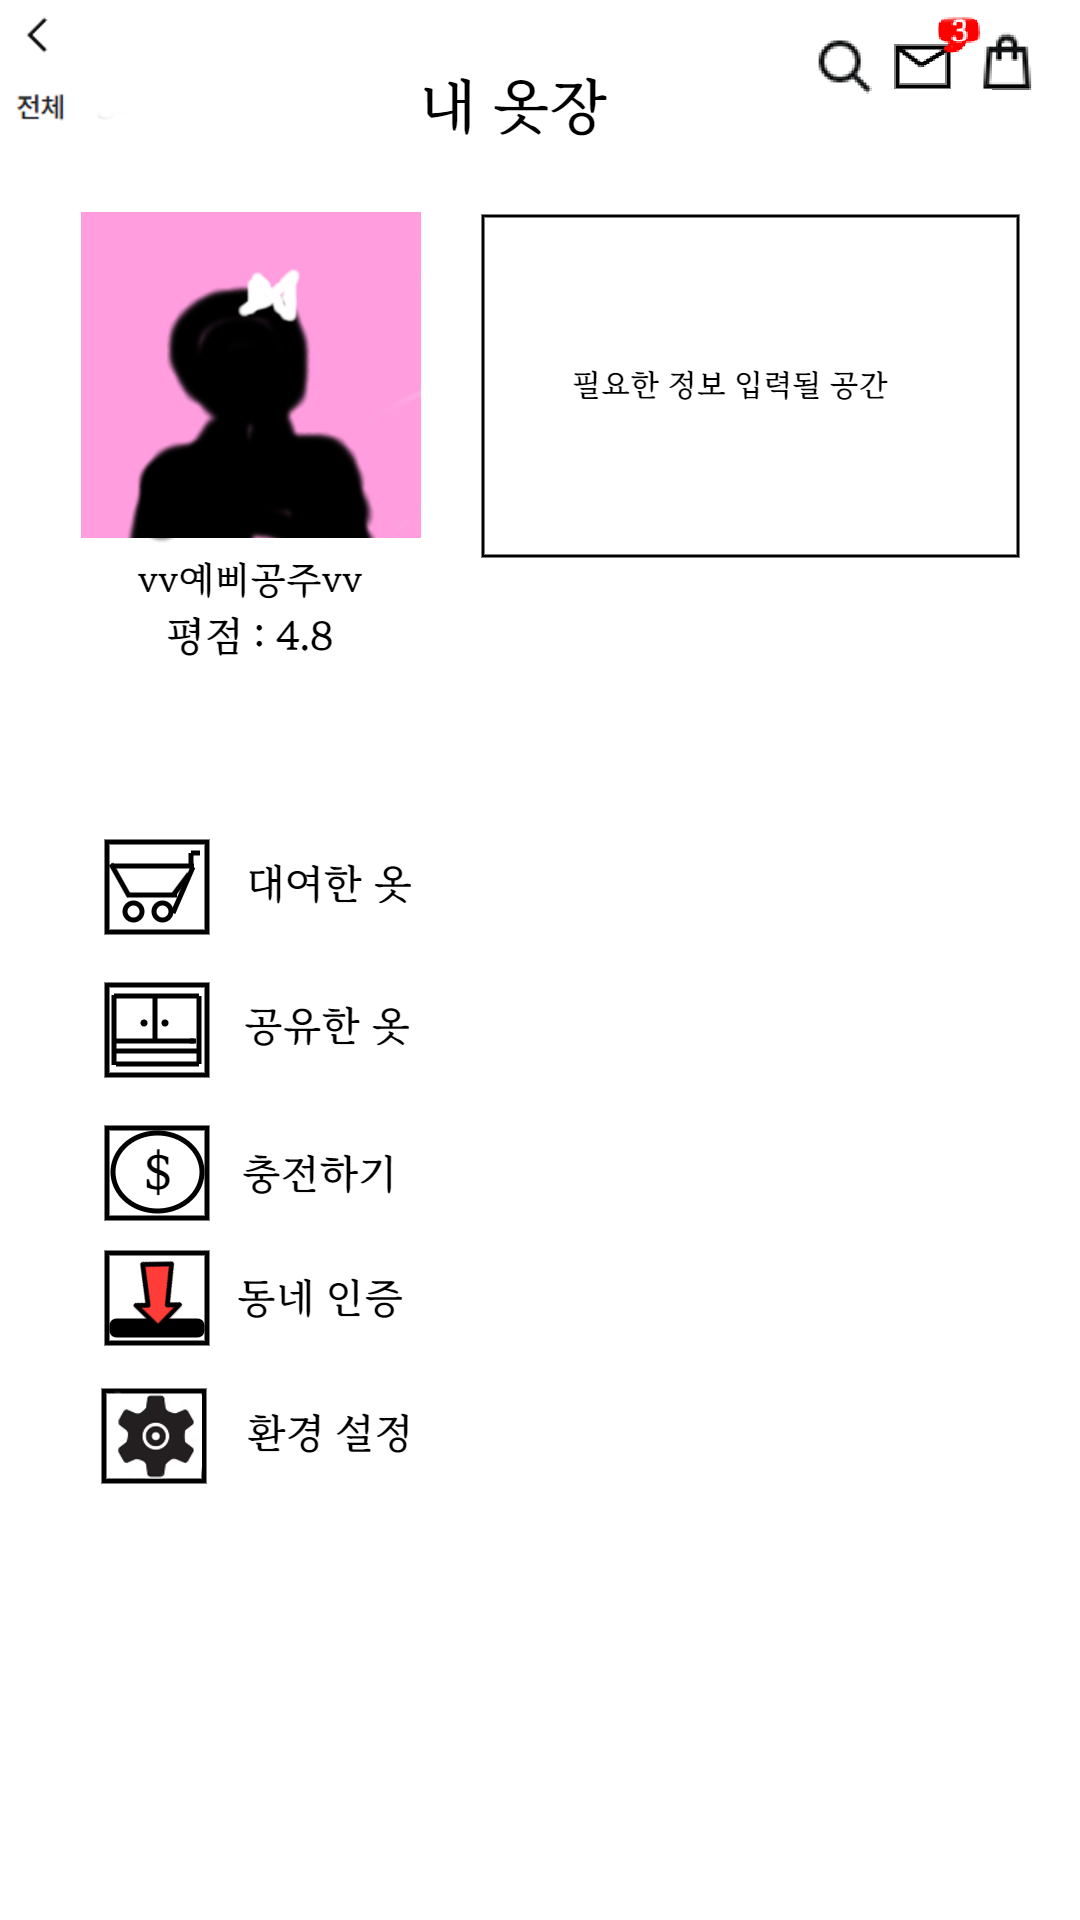 3
전체
내 옷장
필요한 정보 입력될 공간
vv예삐공주vv
평점 : 4.8
대여한 옷
공유한 옷
$
충전하기
동네 인증
환경 설정